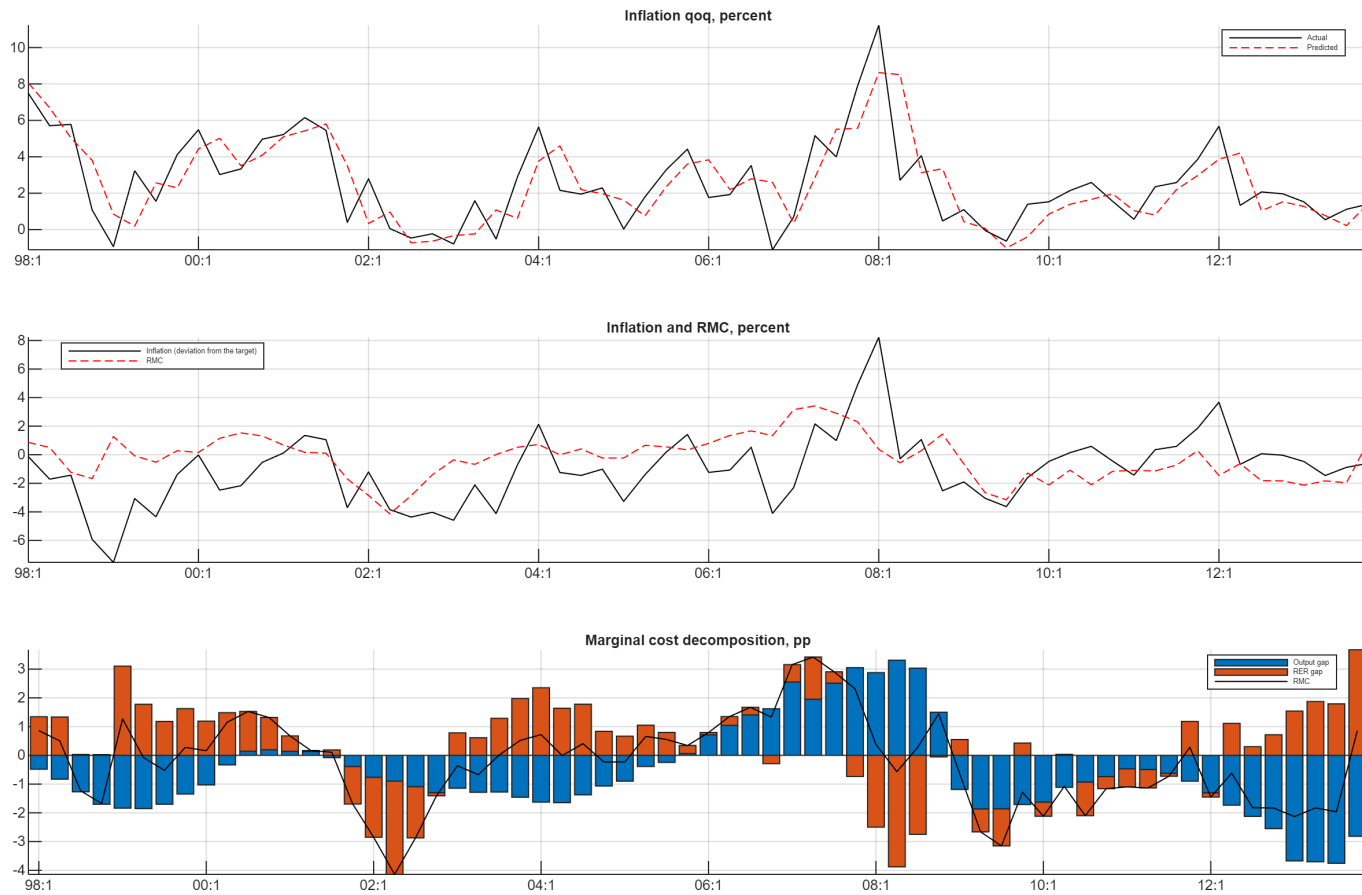 Inflation qoq, percent
10
8
6
4
2
0
Actual
Predicted
98:1 00:1 02:1 04:1 06:1 08:1 10:1 12:1
Inflation and RMC, percent
8
6
4
2
0
-2
-4
-6
Inflation (deviation from the target)
RMC
98:1 00:1 02:1 04:1 06:1 08:1 10:1 12:1
Marginal cost decomposition, pp
3
2
1
0
-1
-2
-3
-4
Output gap
RER gap
RMC
98:1 00:1 02:1 04:1 06:1 08:1 10:1 12:1